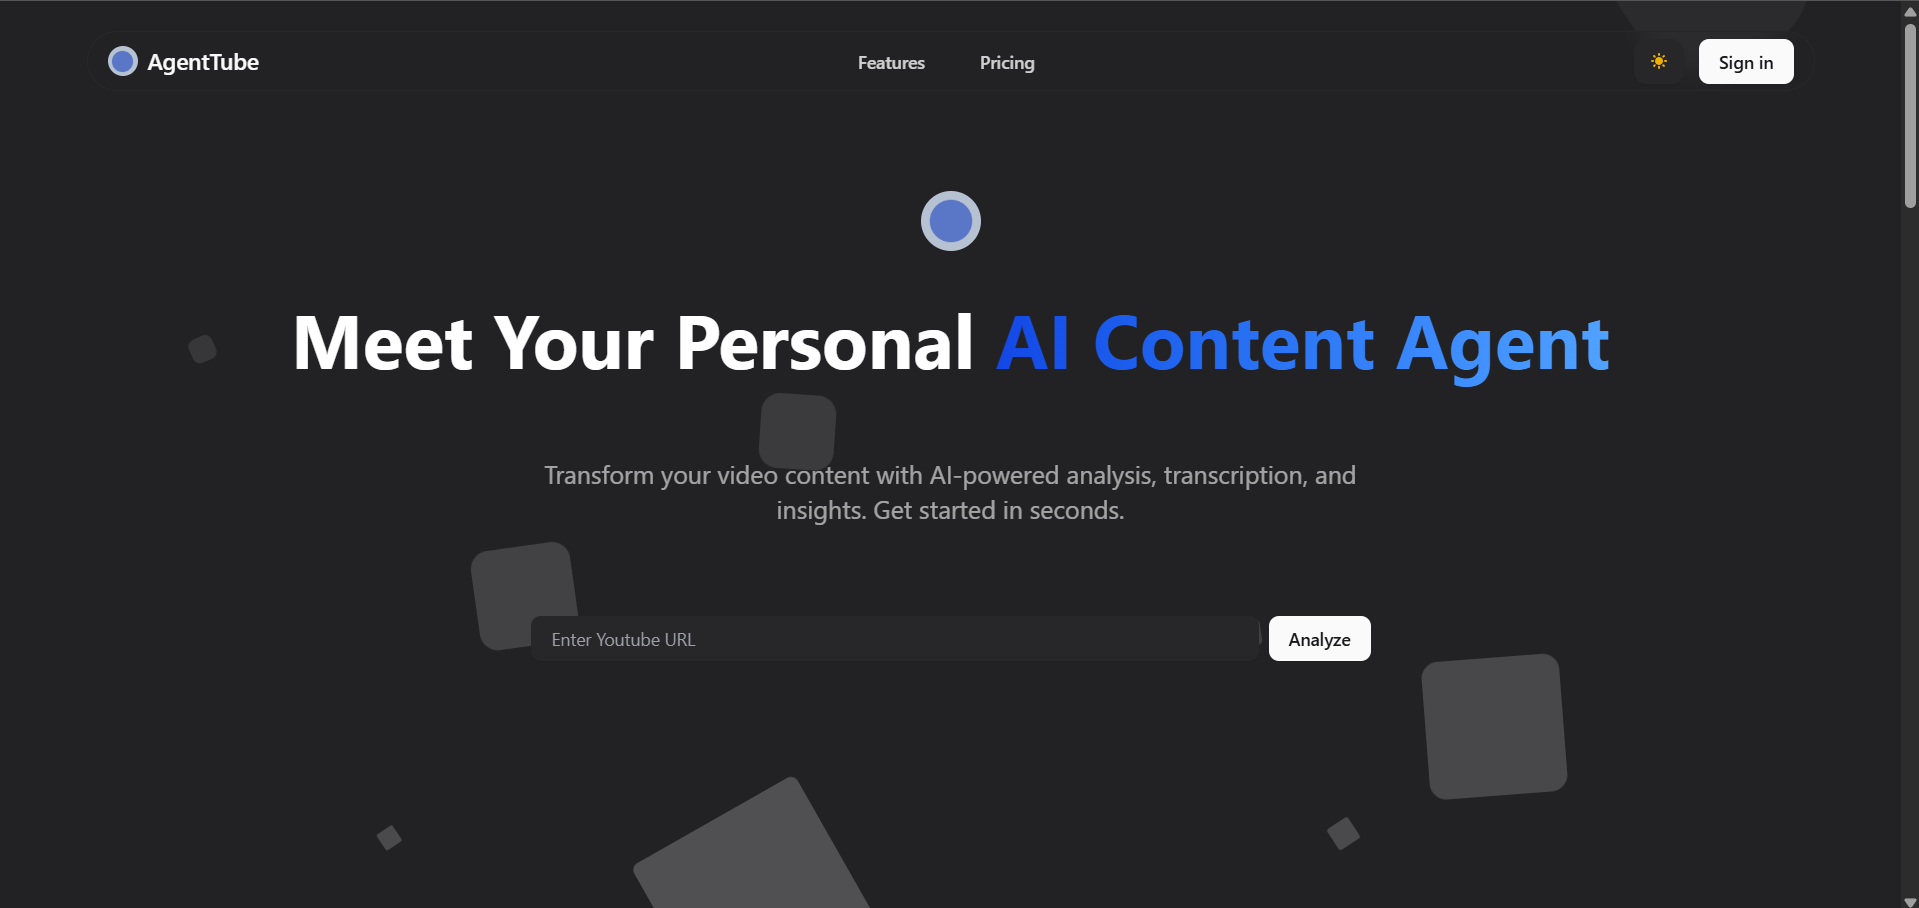 AgentTube
Features
Pricing
Sign in
Meet Your Personal AI Content Agent
Transform your video content with AI-powered analysis, transcription, and
insights. Get started in seconds.
Enter Youtube URL
Analyze